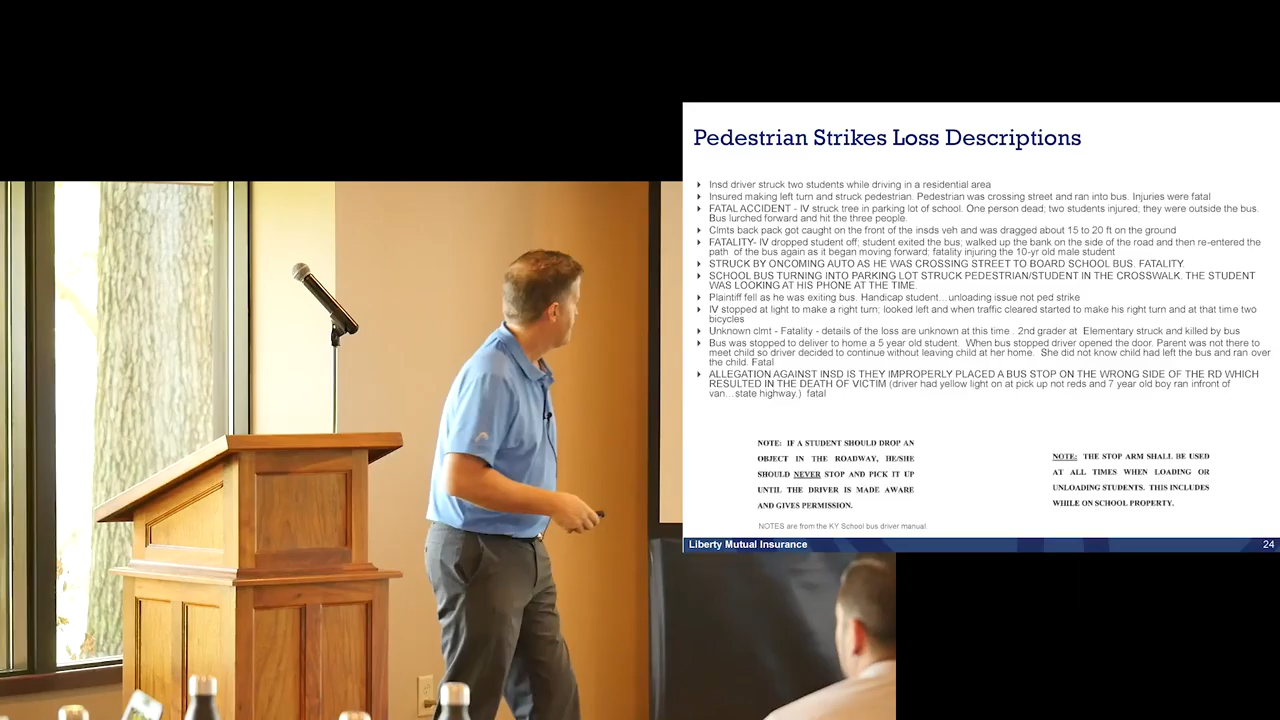 Pedestrian Strikes Loss Descriptions
Insd driver struck two students while driving in a residential area
Insured making left turn and struck pedestrian. Pedestrian was crossing street and ran into bus. Injuries were fatal
FATAL ACCIDENT - IV struck tree in parking lot of school. One person dead; two students injured; they were outside the bus.
Bus lurched forward and hit the three people.
Clmts back pack got caught on the front of the insds veh and was dragged about 15 to 20 ft on the ground
FATALITY- IV dropped student off; student exited the bus; walked up the bank on the side of the road and then re-entered the
path of the bus again as it began moving forward; fatality injuring the 10-yr old male student
STRUCK BY ONCOMING AUTO AS HE WAS CROSSING STREET TO BOARD SCHOOL BUS. FATALITY.
SCHOOL BUS TURNING INTO PARKING LOT STRUCK PEDESTRIAN/STUDENT IN THE CROSSWALK. THE STUDENT
WAS LOOKING AT HIS PHONE AT THE TIME.
Plaintiff fell as he was exiting bus. Handicap student...unloading issue not ped strike
IV stopped at light to make a right turn; looked left and when traffic cleared started to make his right turn and at that time two
bicycles
Unknown clmt - Fatality - details of the loss are unknown at this time . 2nd grader at Elementary struck and killed by bus
Bus was stopped to deliver to home a 5 year old student. When bus stopped driver opened the door. Parent was not there to
meet child so driver decided to continue without leaving child at her home. She did not know child had left the bus and ran over
the child. Fatal
ALLEGATION AGAINST INSD IS THEY IMPROPERLY PLACED A BUS STOP ON THE WRONG SIDE OF THE RD WHICH
RESULTED IN THE DEATH OF VICTIM (driver had yellow light on at pick up not reds and 7 year old boy ran infront of
van...state highway.) fatal
NOTE: IF A STUDENT SHOULD DROP AN
OBJECT IN THE ROADWAY, HE/SHE
SHOULD NEVER STOP AND PICK IT UP
UNTIL THE DRIVER IS MADE AWARE
AND GIVES PERMISSION.
NOTE: THE STOP ARM SHALL BE USED
AT ALL TIMES WHEN LOADING OR
UNLOADING STUDENTS. THIS INCLUDES
WHILE ON SCHOOL PROPERTY.
NOTES are from the KY School bus driver manual.
Liberty Mutual Insurance
24